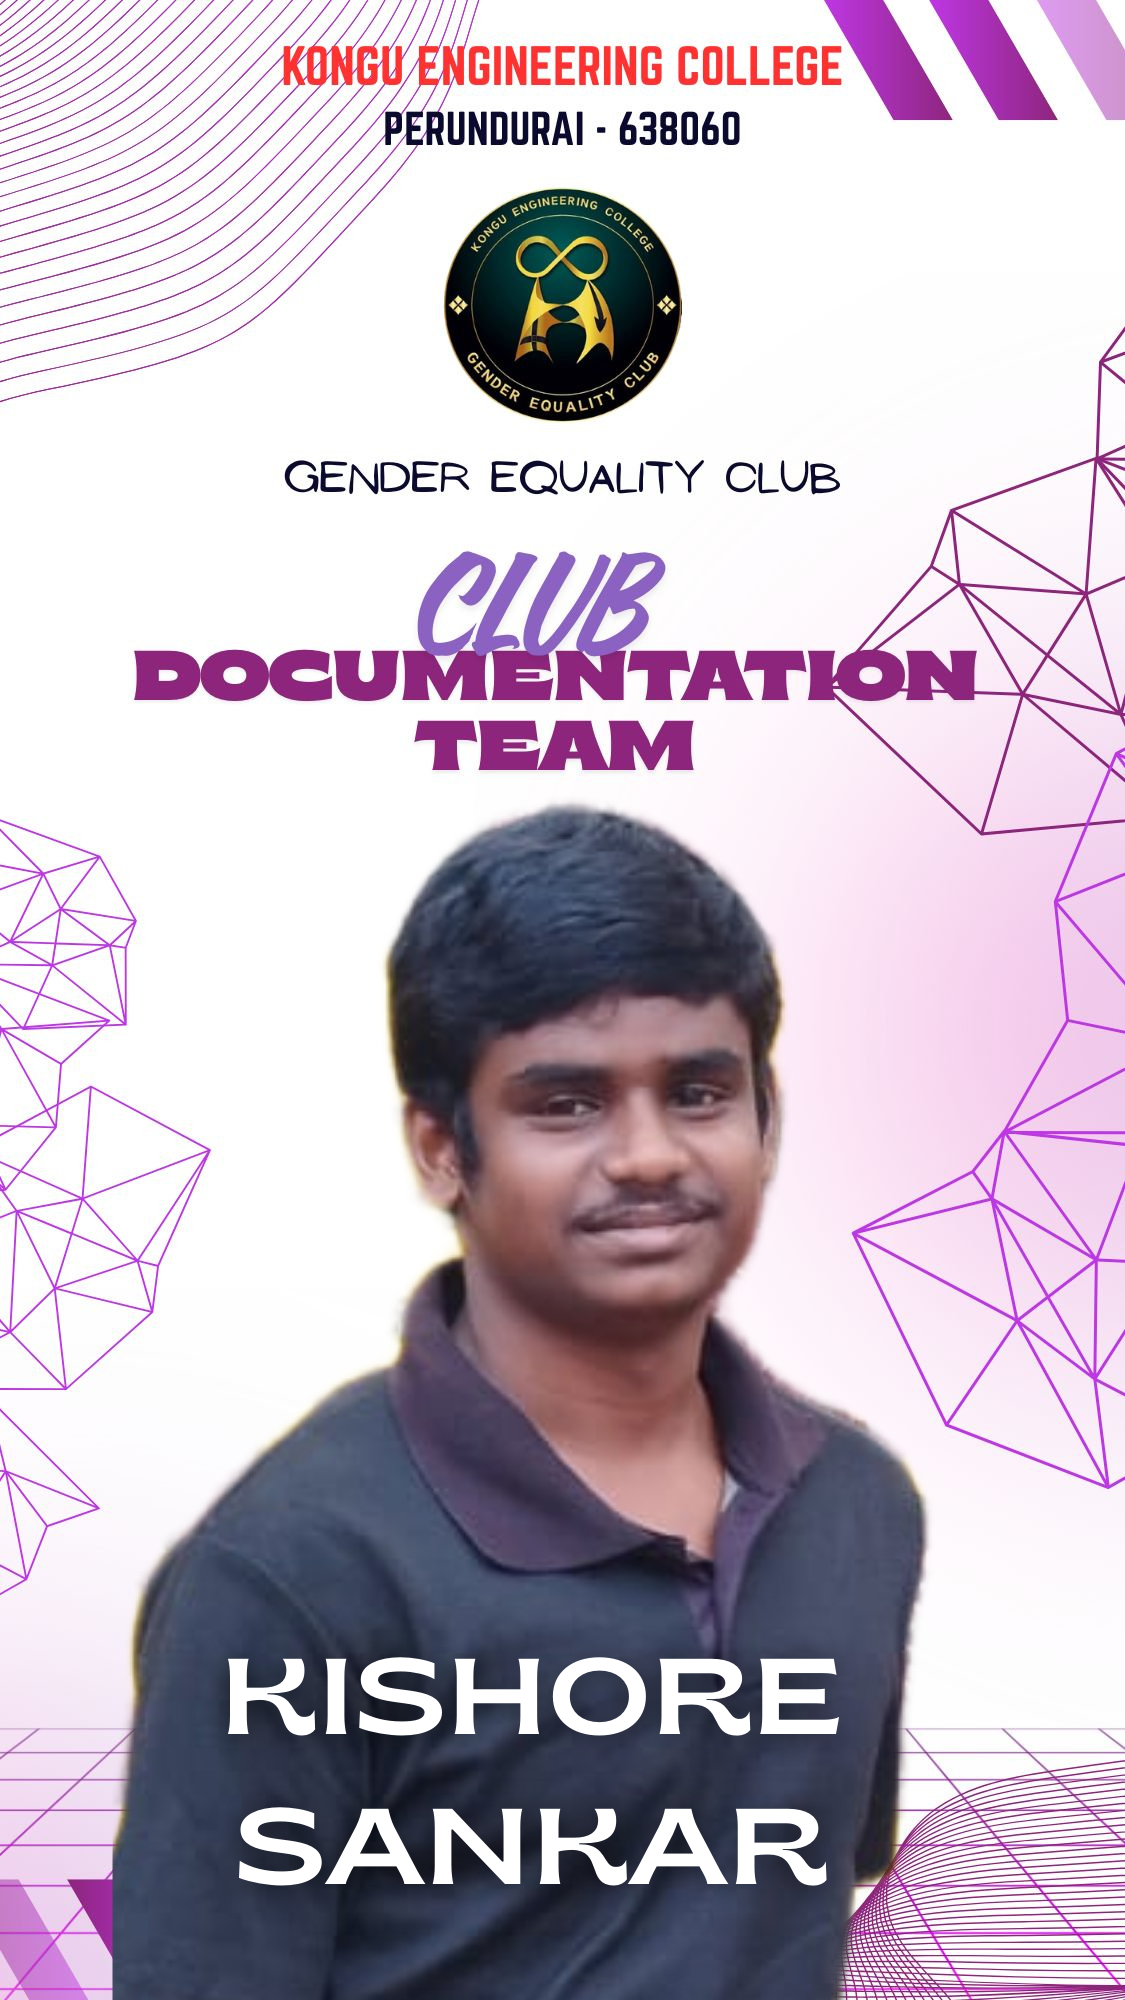 KONGU ENGINEERING COLLEGE
PERUNDURAI - 638060
KONGU ENGINEERING COLLEGE
GENDER EQUALITY CLUB
GENDER EQUALITY CLUB
CLUB
DOCUMENTATION
TEAM
KISHORE
SANKAR